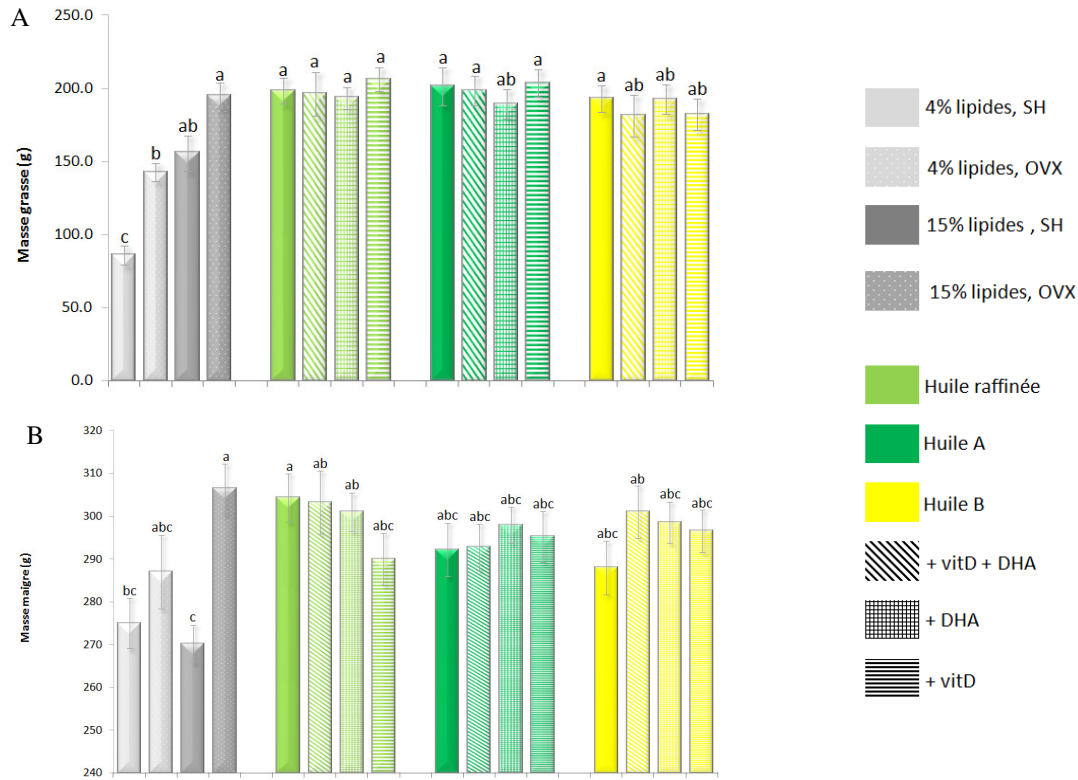 A
Masse grasse (g)
250.0
200.0
150.0
100.0
50.0
0.0
c
b
ab
a
a
a
a
a
a
a
ab
a
a
ab
ab
ab
B
Masse maigre (g)
320
310
300
290
280
270
260
250
240
bc
abc
c
a
a
ab
ab
abc
abc
abc
abc
abc
abc
ab
abc
abc
4% lipides, SH
4% lipides, OVX
15% lipides , SH
15% lipides, OVX
Huile raffinée
Huile A
Huile B
+ vitD + DHA
+ DHA
+ vitD